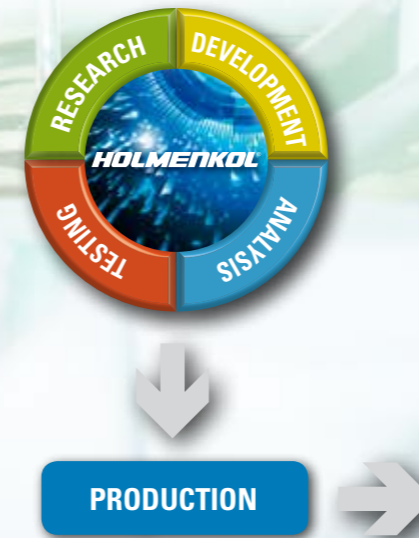 RESEARCH
DEVELOPMENT
HOLMENKOL
TESTING
ANALYSIS
PRODUCTION